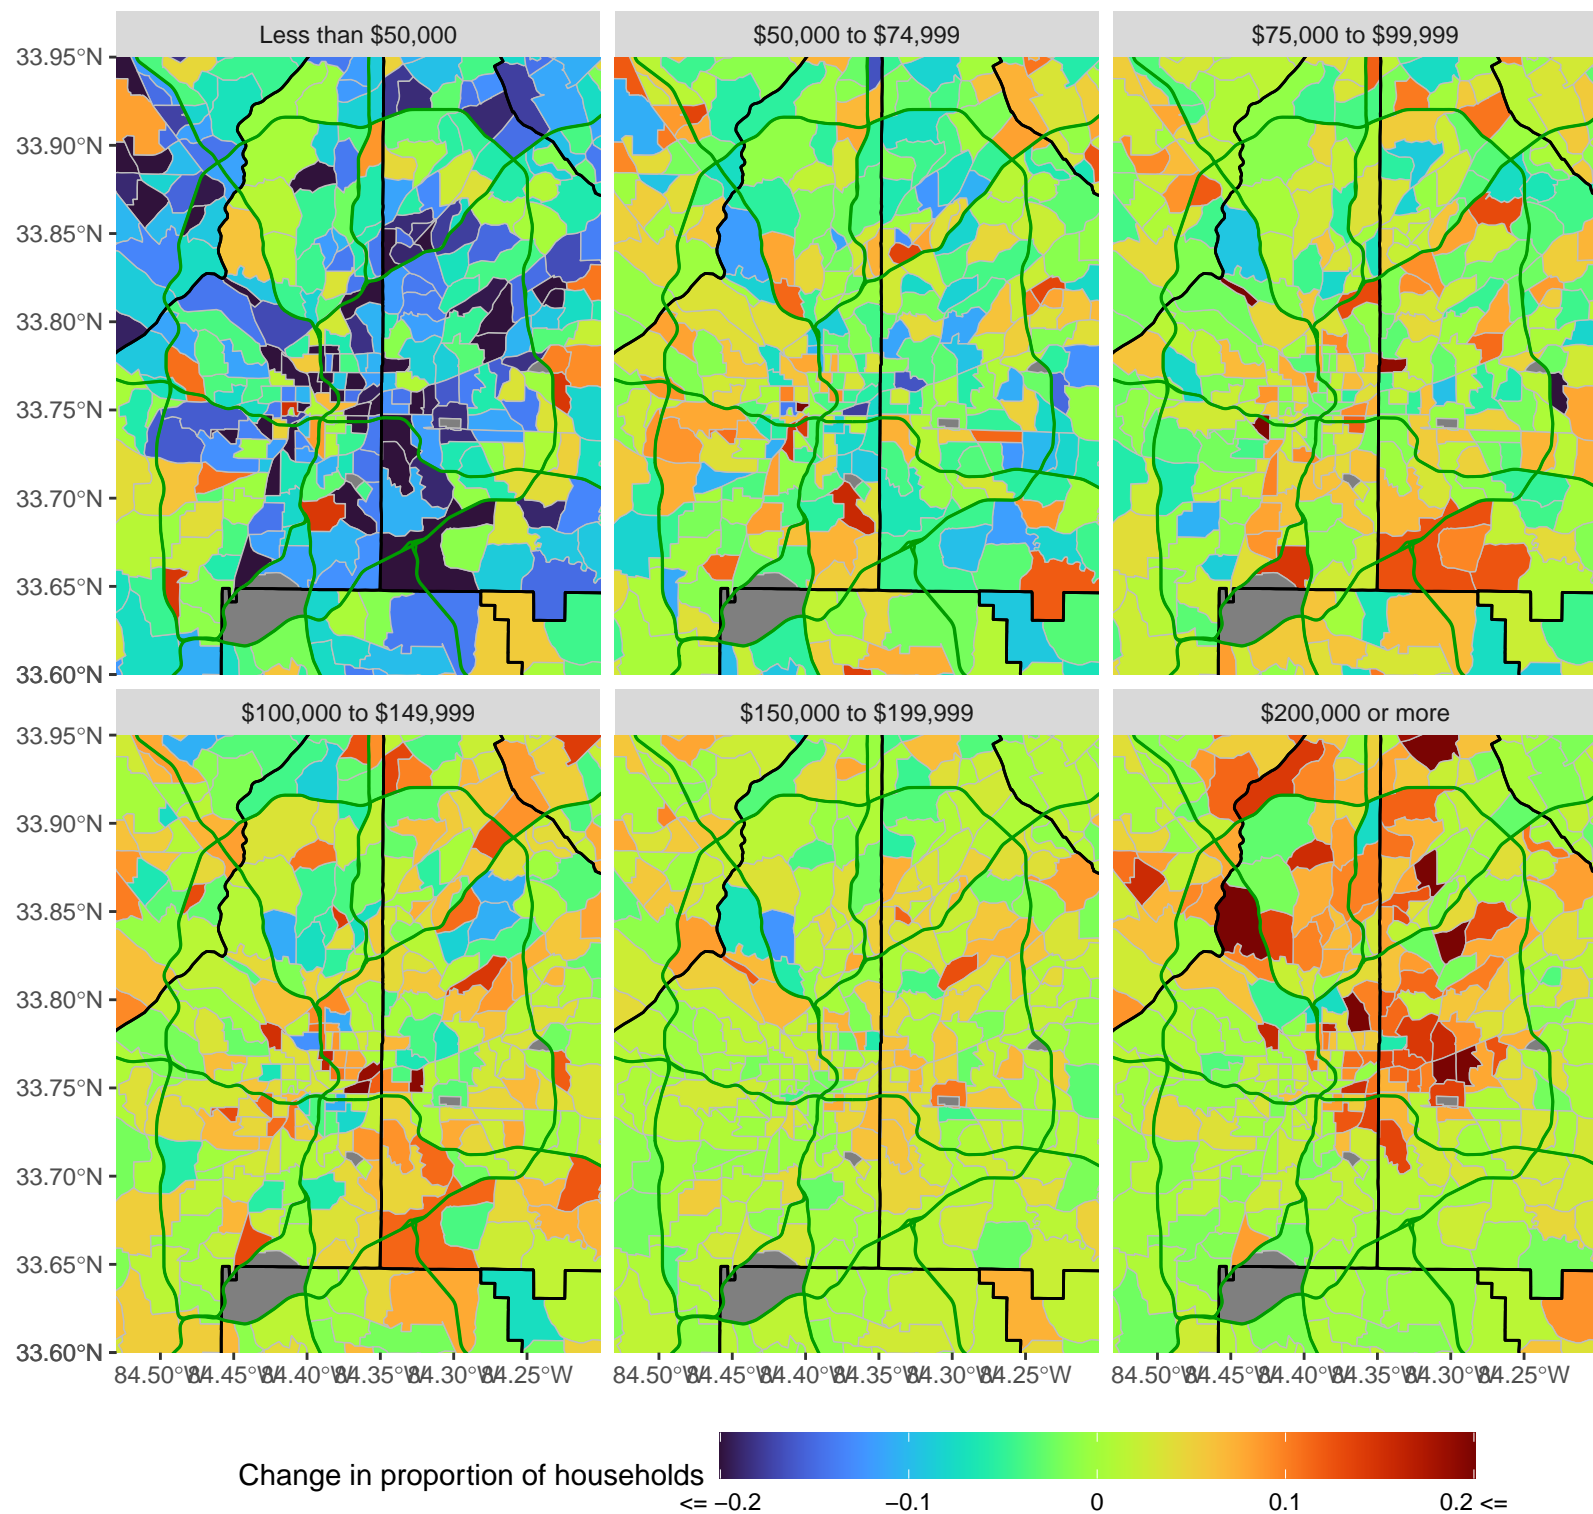 Less than $50,000
$50,000 to $74,999
$75,000 to $99,999
33.95°N
33.90°N
33.85°N
33.80°N
33.75°N
33.70°N
33.65°N
33.60°N
$100,000 to $149,999
$150,000 to $199,999
$200,000 or more
33.95°N
33.90°N
33.85°N
33.80°N
33.75°N
33.70°N
33.65°N
33.60°N
84.50°W 84.45°W 84.40°W 84.35°W 84.30°W 84.25°W
84.50°W 84.45°W 84.40°W 84.35°W 84.30°W 84.25°W
84.50°W 84.45°W 84.40°W 84.35°W 84.30°W 84.25°W
Change in proportion of households
<= −0.2 −0.1 0 0.1 0.2 <=